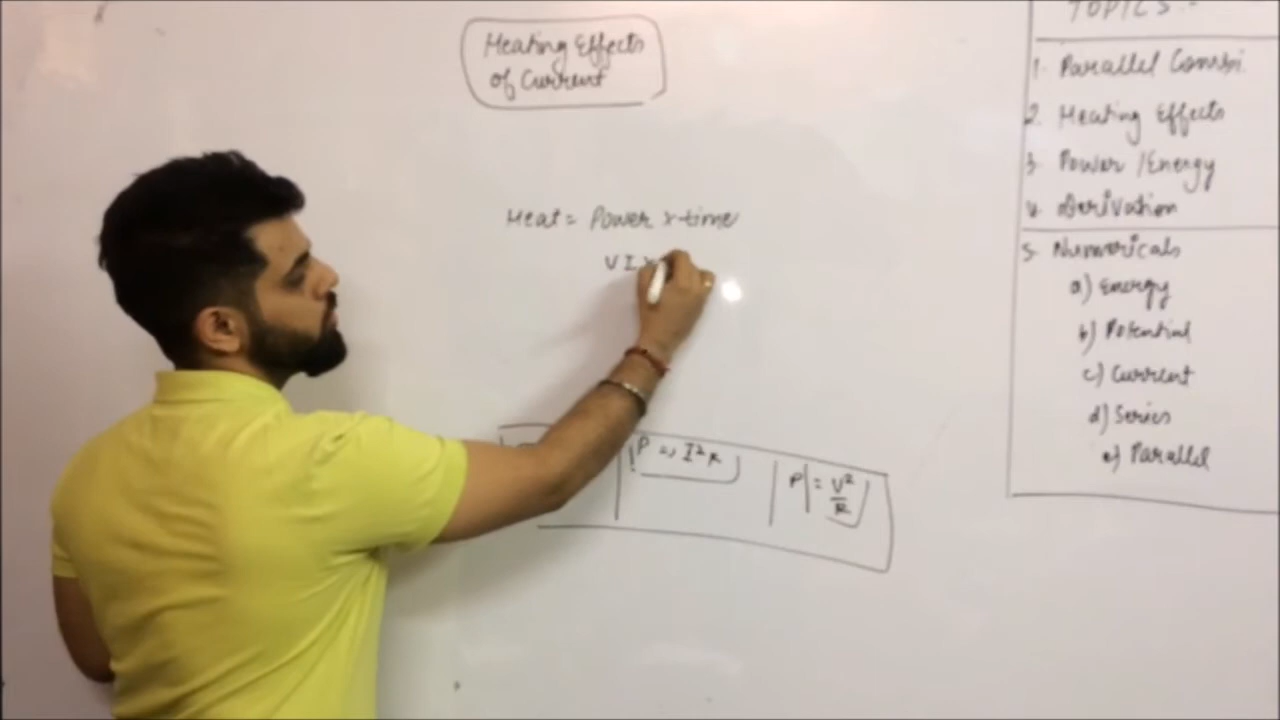 Heating Effects
of Current
Heat = Power x time
VI x
P = I²R
P = V²/R
TOPICS :-
1. Parallel Combi.
2. Heating Effects
3. Power / Energy
4. Derivation
5. Numericals
a) Energy
b) Potential
c) Current
d) Series
e) Parallel